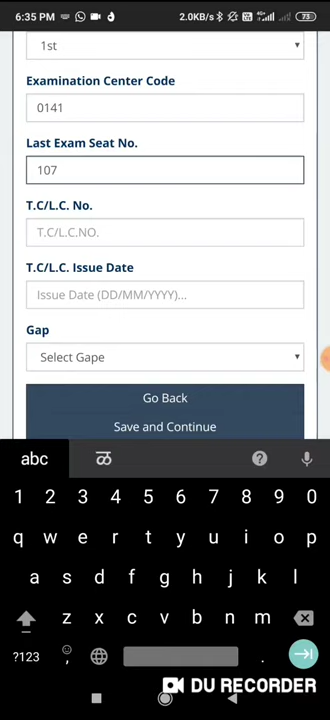 6:35 PM
2.0KB/s
4G+
73
1st
Examination Center Code
0141
Last Exam Seat No.
107
T.C/L.C. No.
T.C/L.C.NO.
T.C/L.C. Issue Date
Issue Date (DD/MM/YYYY)...
Gap
Select Gape
Go Back
Save and Continue
abc ळ ?
1 2 3 4 5 6 7 8 9 0
q w e r t y u i o p
a s d f g h j k l
z x c v b n m
?123 , .
DU RECORDER